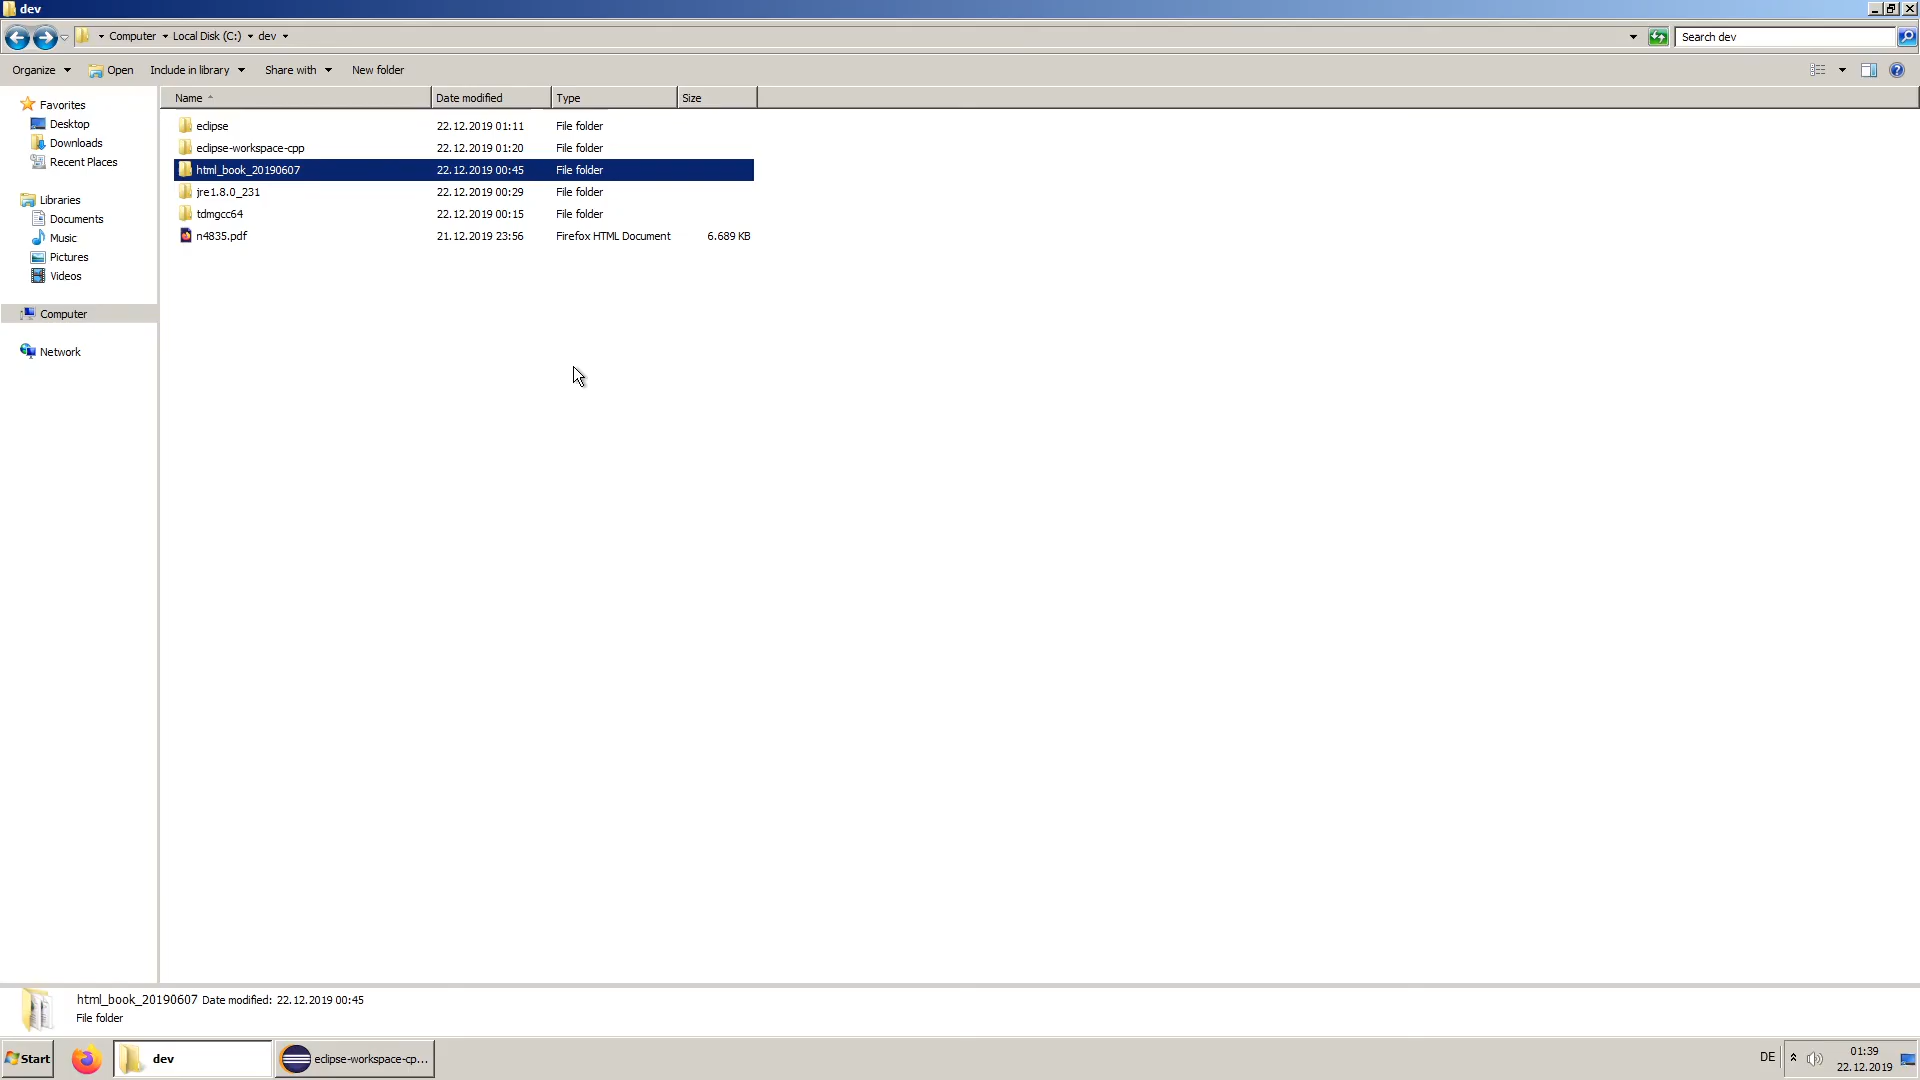 dev
Computer Local Disk (C:) dev
Search dev
Organize Open Include in library Share with New folder
Name Date modified Type Size
Favorites
Desktop
Downloads
Recent Places
Libraries
Documents
Music
Pictures
Videos
Computer
Network
eclipse 22.12.2019 01:11 File folder
eclipse-workspace-cpp 22.12.2019 01:20 File folder
html_book_20190607 22.12.2019 00:45 File folder
jre1.8.0_231 22.12.2019 00:29 File folder
tdmgcc64 22.12.2019 00:15 File folder
n4835.pdf 21.12.2019 23:56 Firefox HTML Document 6.689 KB
html_book_20190607 Date modified: 22.12.2019 00:45
File folder
Start dev eclipse-workspace-cp... DE 01:39
22.12.2019